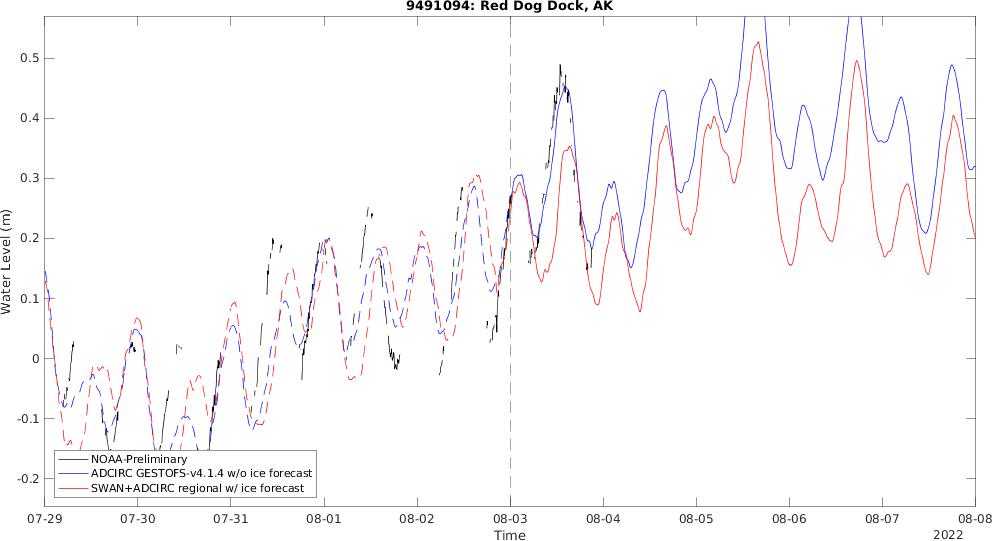 9491094: Red Dog Dock, AK
Water Level (m)
0.5
0.4
0.3
0.2
0.1
0
-0.1
-0.2
NOAA-Preliminary
ADCIRC GESTOFS-v4.1.4 w/o ice forecast
SWAN+ADCIRC regional w/ ice forecast
07-29 07-30 07-31 08-01 08-02 08-03 08-04 08-05 08-06 08-07 08-08
Time
2022